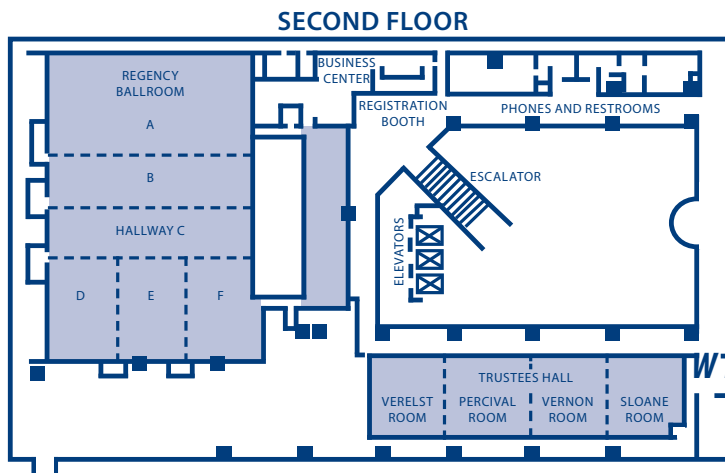 SECOND FLOOR
BUSINESS
CENTER
REGENCY
BALLROOM
A
REGISTRATION
BOOTH
PHONES AND RESTROOMS
B
ESCALATOR
HALLWAY C
ELEVATORS
D
E
F
TRUSTEES HALL
VERELST
ROOM
PERCIVAL
ROOM
VERNON
ROOM
SLOANE
ROOM